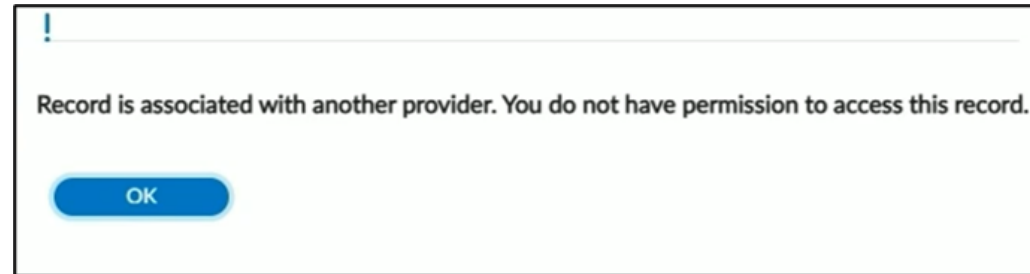 !
Record is associated with another provider. You do not have permission to access this record.
OK